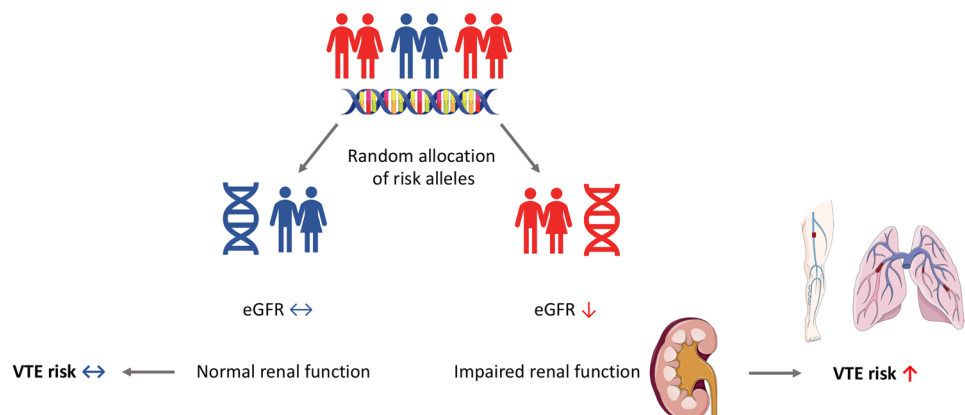 Random allocation
of risk alleles
eGFR ↔
eGFR ↓
VTE risk ↔
Normal renal function
Impaired renal function
VTE risk ↑